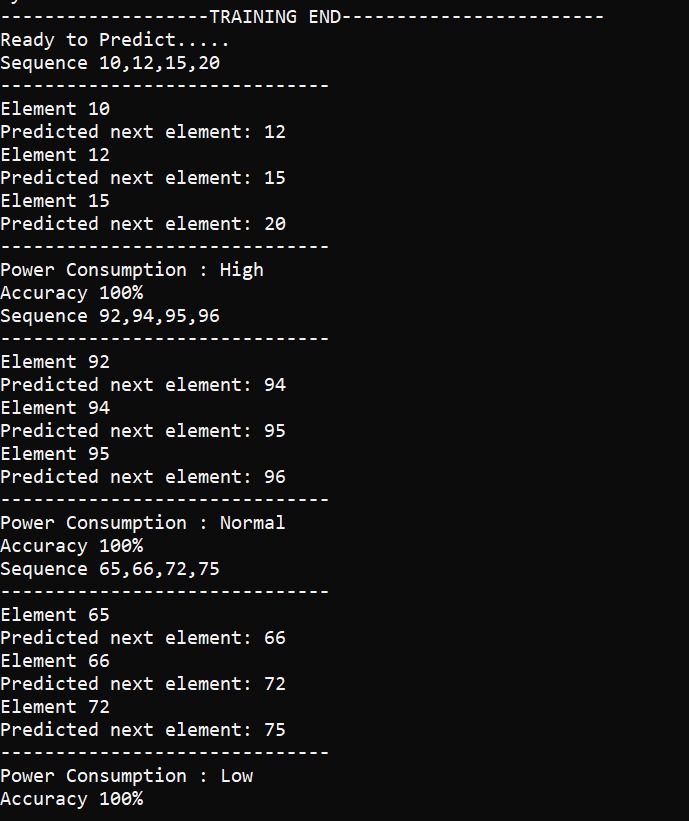 -------------------TRAINING END------------------------
Ready to Predict.....
Sequence 10,12,15,20
------------------------------
Element 10
Predicted next element: 12
Element 12
Predicted next element: 15
Element 15
Predicted next element: 20
------------------------------
Power Consumption : High
Accuracy 100%
Sequence 92,94,95,96
------------------------------
Element 92
Predicted next element: 94
Element 94
Predicted next element: 95
Element 95
Predicted next element: 96
------------------------------
Power Consumption : Normal
Accuracy 100%
Sequence 65,66,72,75
------------------------------
Element 65
Predicted next element: 66
Element 66
Predicted next element: 72
Element 72
Predicted next element: 75
------------------------------
Power Consumption : Low
Accuracy 100%